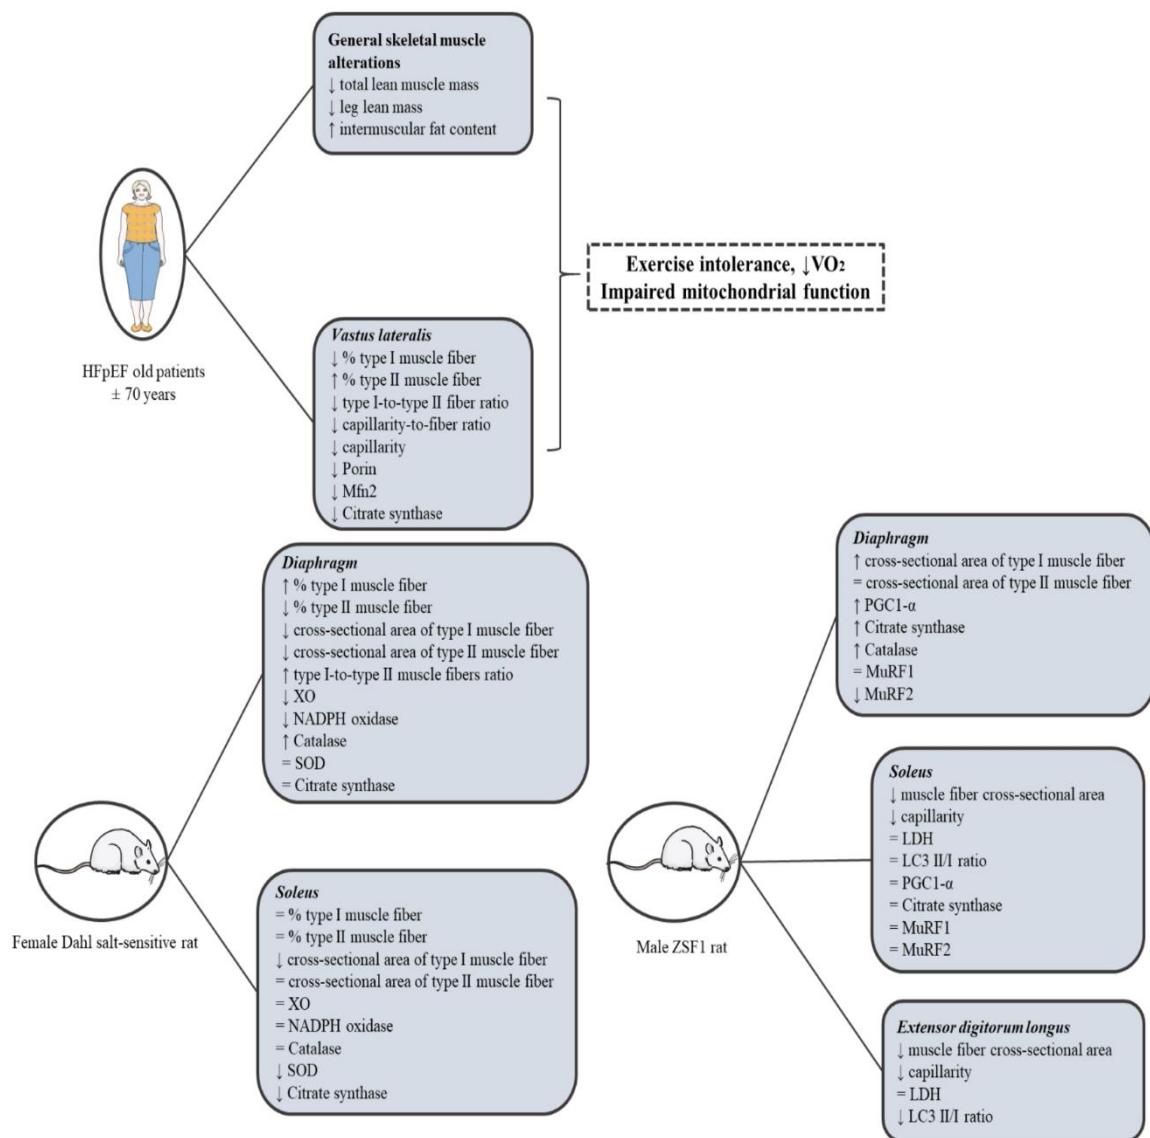 General skeletal muscle
alterations
↓ total lean muscle mass
↓ leg lean mass
↑ intermuscular fat content
Exercise intolerance, ↓VO₂
Impaired mitochondrial function
HFpEF old patients
± 70 years
Vastus lateralis
↓ % type I muscle fiber
↑ % type II muscle fiber
↓ type I-to-type II fiber ratio
↓ capillarity-to-fiber ratio
↓ capillarity
↓ Porin
↓ Mfn2
↓ Citrate synthase
Diaphragm
↑ % type I muscle fiber
↓ % type II muscle fiber
↓ cross-sectional area of type I muscle fiber
↓ cross-sectional area of type II muscle fiber
↑ type I-to-type II muscle fibers ratio
↓ XO
↓ NADPH oxidase
↑ Catalase
= SOD
= Citrate synthase
Female Dahl salt-sensitive rat
Soleus
= % type I muscle fiber
= % type II muscle fiber
↓ cross-sectional area of type I muscle fiber
= cross-sectional area of type II muscle fiber
= XO
= NADPH oxidase
= Catalase
↓ SOD
↓ Citrate synthase
Diaphragm
↑ cross-sectional area of type I muscle fiber
= cross-sectional area of type II muscle fiber
↑ PGC1-α
↑ Citrate synthase
↑ Catalase
= MuRF1
↓ MuRF2
Soleus
↓ muscle fiber cross-sectional area
↓ capillarity
= LDH
= LC3 II/I ratio
= PGC1-α
= Citrate synthase
= MuRF1
= MuRF2
Male ZSF1 rat
Extensor digitorum longus
↓ muscle fiber cross-sectional area
↓ capillarity
= LDH
↓ LC3 II/I ratio